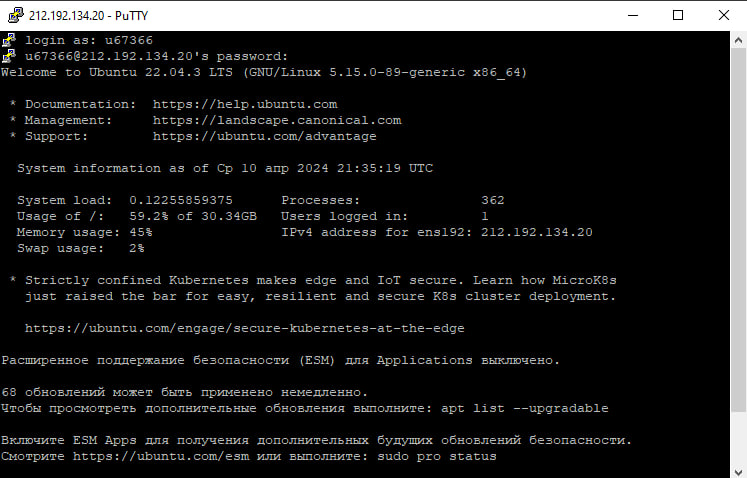 212.192.134.20 - PuTTY
login as: u67366
u67366@212.192.134.20's password:
Welcome to Ubuntu 22.04.3 LTS (GNU/Linux 5.15.0-89-generic x86_64)
* Documentation:  https://help.ubuntu.com
* Management:     https://landscape.canonical.com
* Support:        https://ubuntu.com/advantage
System information as of Ср 10 апр 2024 21:35:19 UTC
System load:  0.12255859375      Processes:               362
Usage of /:   59.2% of 30.34GB   Users logged in:         1
Memory usage: 45%                IPv4 address for ens192: 212.192.134.20
Swap usage:   2%
* Strictly confined Kubernetes makes edge and IoT secure. Learn how MicroK8s
just raised the bar for easy, resilient and secure K8s cluster deployment.
https://ubuntu.com/engage/secure-kubernetes-at-the-edge
Расширенное поддержание безопасности (ESM) для Applications выключено.
68 обновлений может быть применено немедленно.
Чтобы просмотреть дополнительные обновления выполните: apt list --upgradable
Включите ESM Apps для получения дополнительных будущих обновлений безопасности.
Смотрите https://ubuntu.com/esm или выполните: sudo pro status